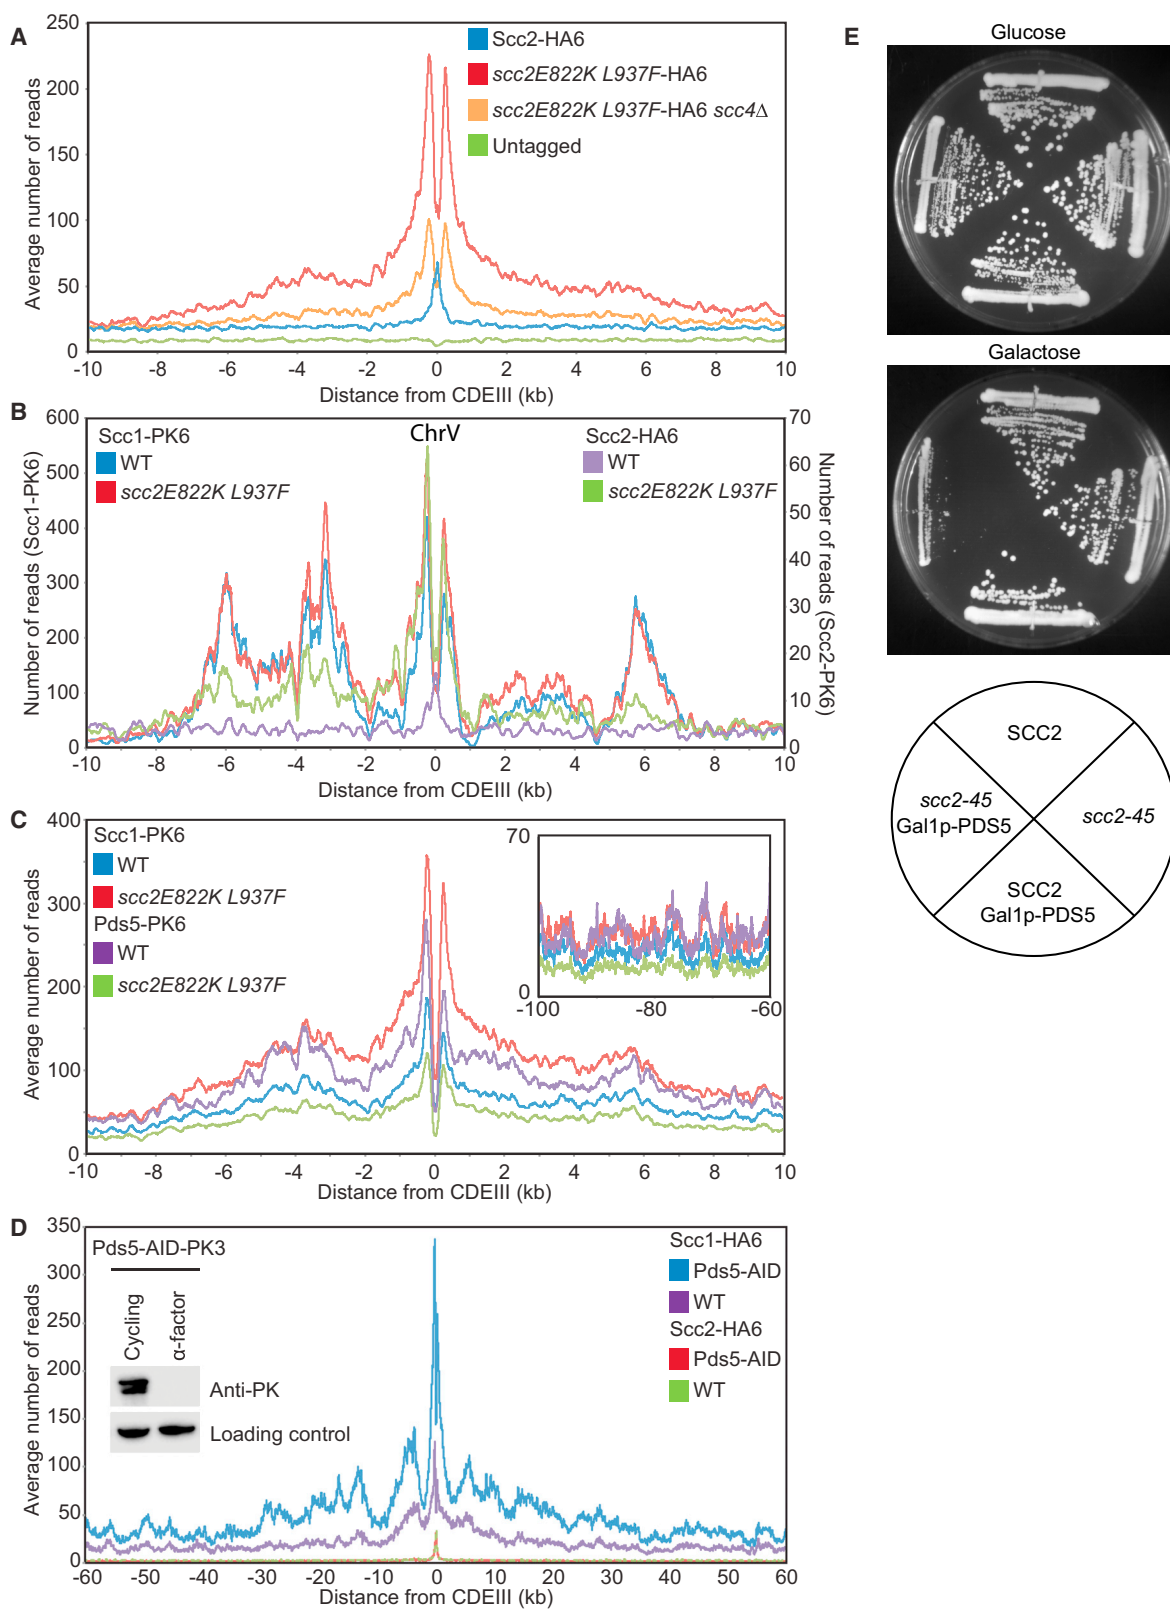 A
Average number of reads
250
200
150
100
50
0
Scc2-HA6
scc2E822K L937F-HA6
scc2E822K L937F-HA6 scc4Δ
Untagged
-10 -8 -6 -4 -2 0 2 4 6 8 10
Distance from CDEIII (kb)
B
Number of reads (Scc1-PK6)
600
500
400
300
200
100
0
Scc1-PK6
WT
scc2E822K L937F
ChrV
Scc2-HA6
WT
scc2E822K L937F
70
60
50
40
30
20
10
0
Number of reads (Scc2-PK6)
-10 -8 -6 -4 -2 0 2 4 6 8 10
Distance from CDEIII (kb)
C
Average number of reads
400
300
200
100
0
Scc1-PK6
WT
scc2E822K L937F
Pds5-PK6
WT
scc2E822K L937F
70
0
-100 -80 -60
-10 -8 -6 -4 -2 0 2 4 6 8 10
Distance from CDEIII (kb)
D
Average number of reads
350
300
250
200
150
100
50
0
Pds5-AID-PK3
Cycling
α-factor
Anti-PK
Loading control
Scc1-HA6
Pds5-AID
WT
Scc2-HA6
Pds5-AID
WT
-60 -50 -40 -30 -20 -10 0 10 20 30 40 50 60
Distance from CDEIII (kb)
E
Glucose
Galactose
SCC2
scc2-45
Gal1p-PDS5
scc2-45
SCC2
Gal1p-PDS5